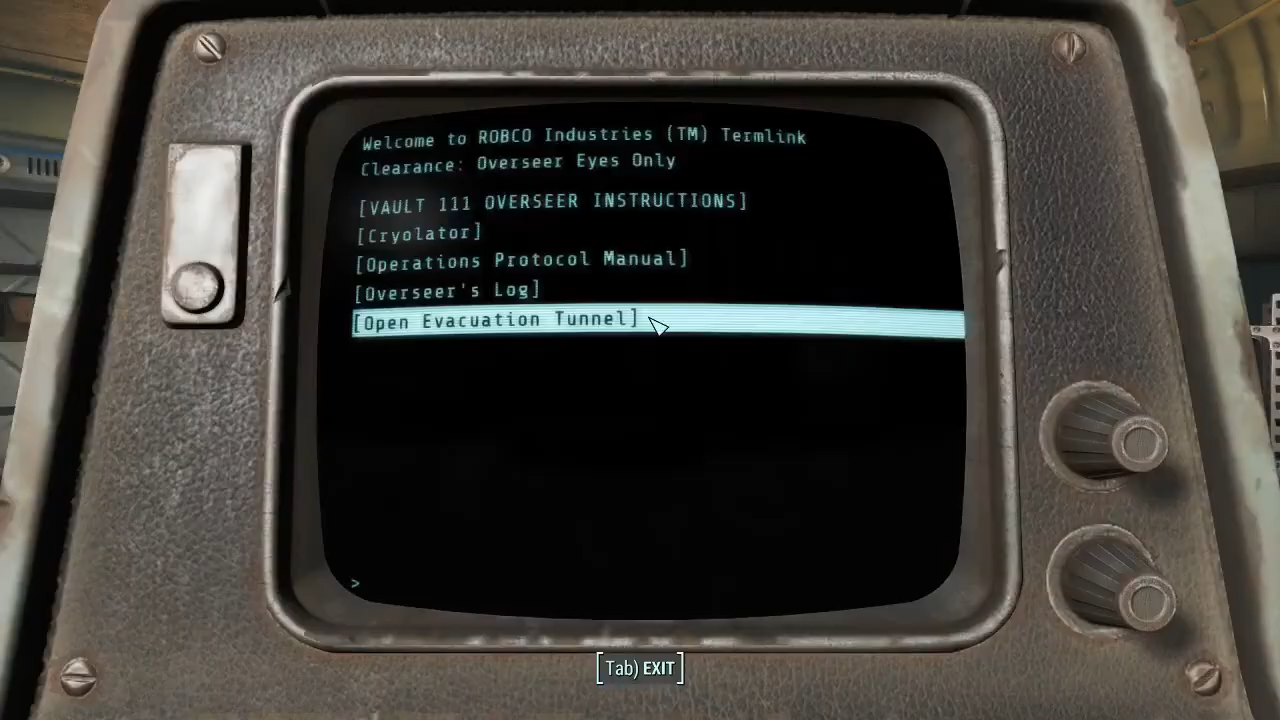 Welcome to ROBCO Industries (TM) Termlink
Clearance: Overseer Eyes Only
[VAULT 111 OVERSEER INSTRUCTIONS]
[Cryolator]
[Operations Protocol Manual]
[Overseer's Log]
[Open Evacuation Tunnel]
>
[Tab) EXIT]